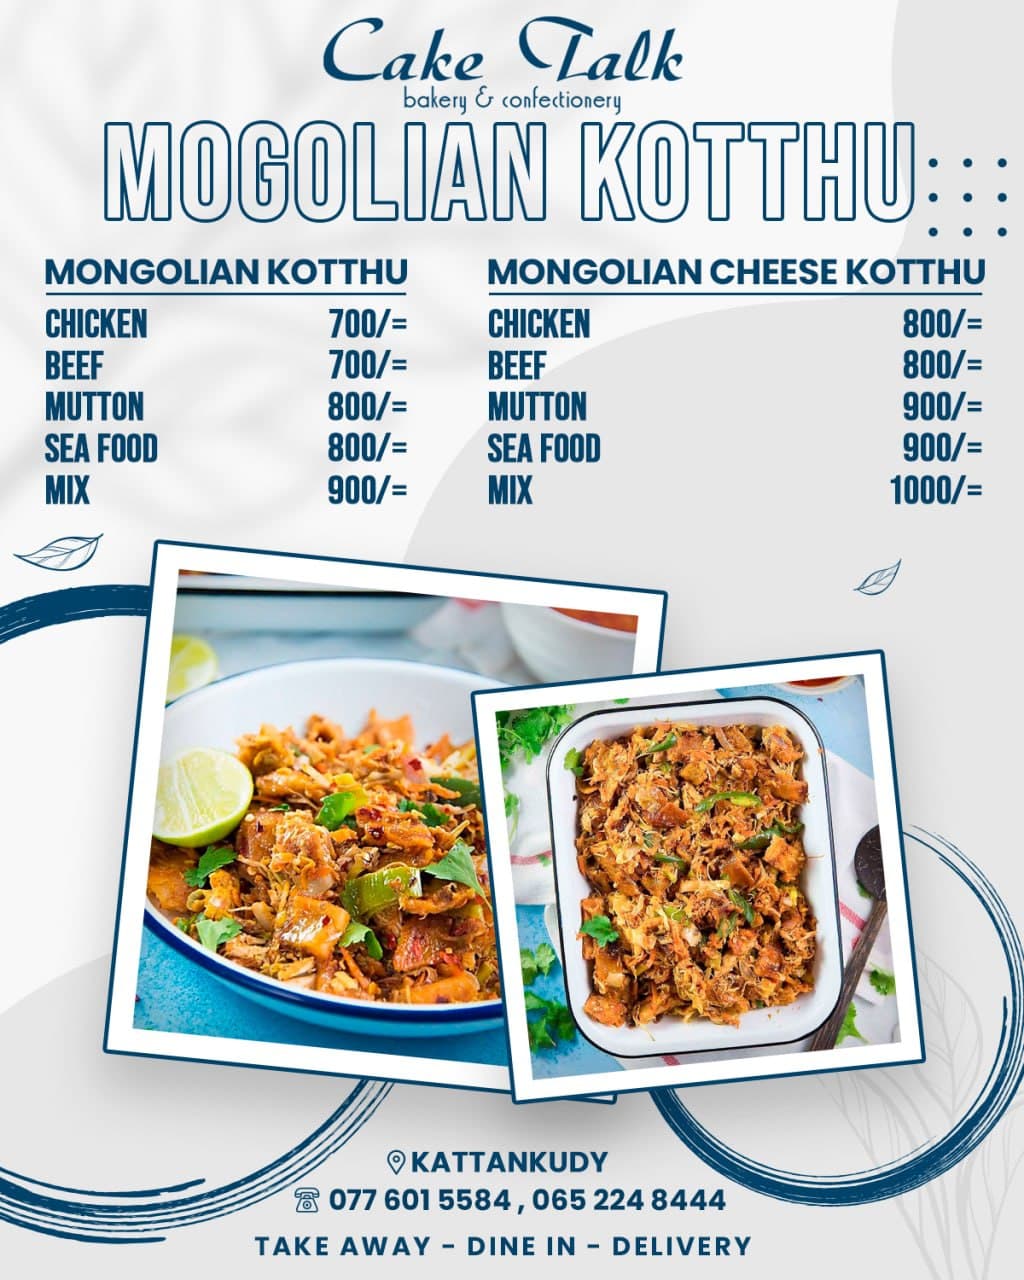 Cake Talk
bakery & confectionery
MOGOLIAN KOTTHU
MONGOLIAN KOTTHU
CHICKEN 700/=
BEEF 700/=
MUTTON 800/=
SEA FOOD 800/=
MIX 900/=
MONGOLIAN CHEESE KOTTHU
CHICKEN 800/=
BEEF 800/=
MUTTON 900/=
SEA FOOD 900/=
MIX 1000/=
KATTANKUDY
077 601 5584 , 065 224 8444
TAKE AWAY - DINE IN - DELIVERY